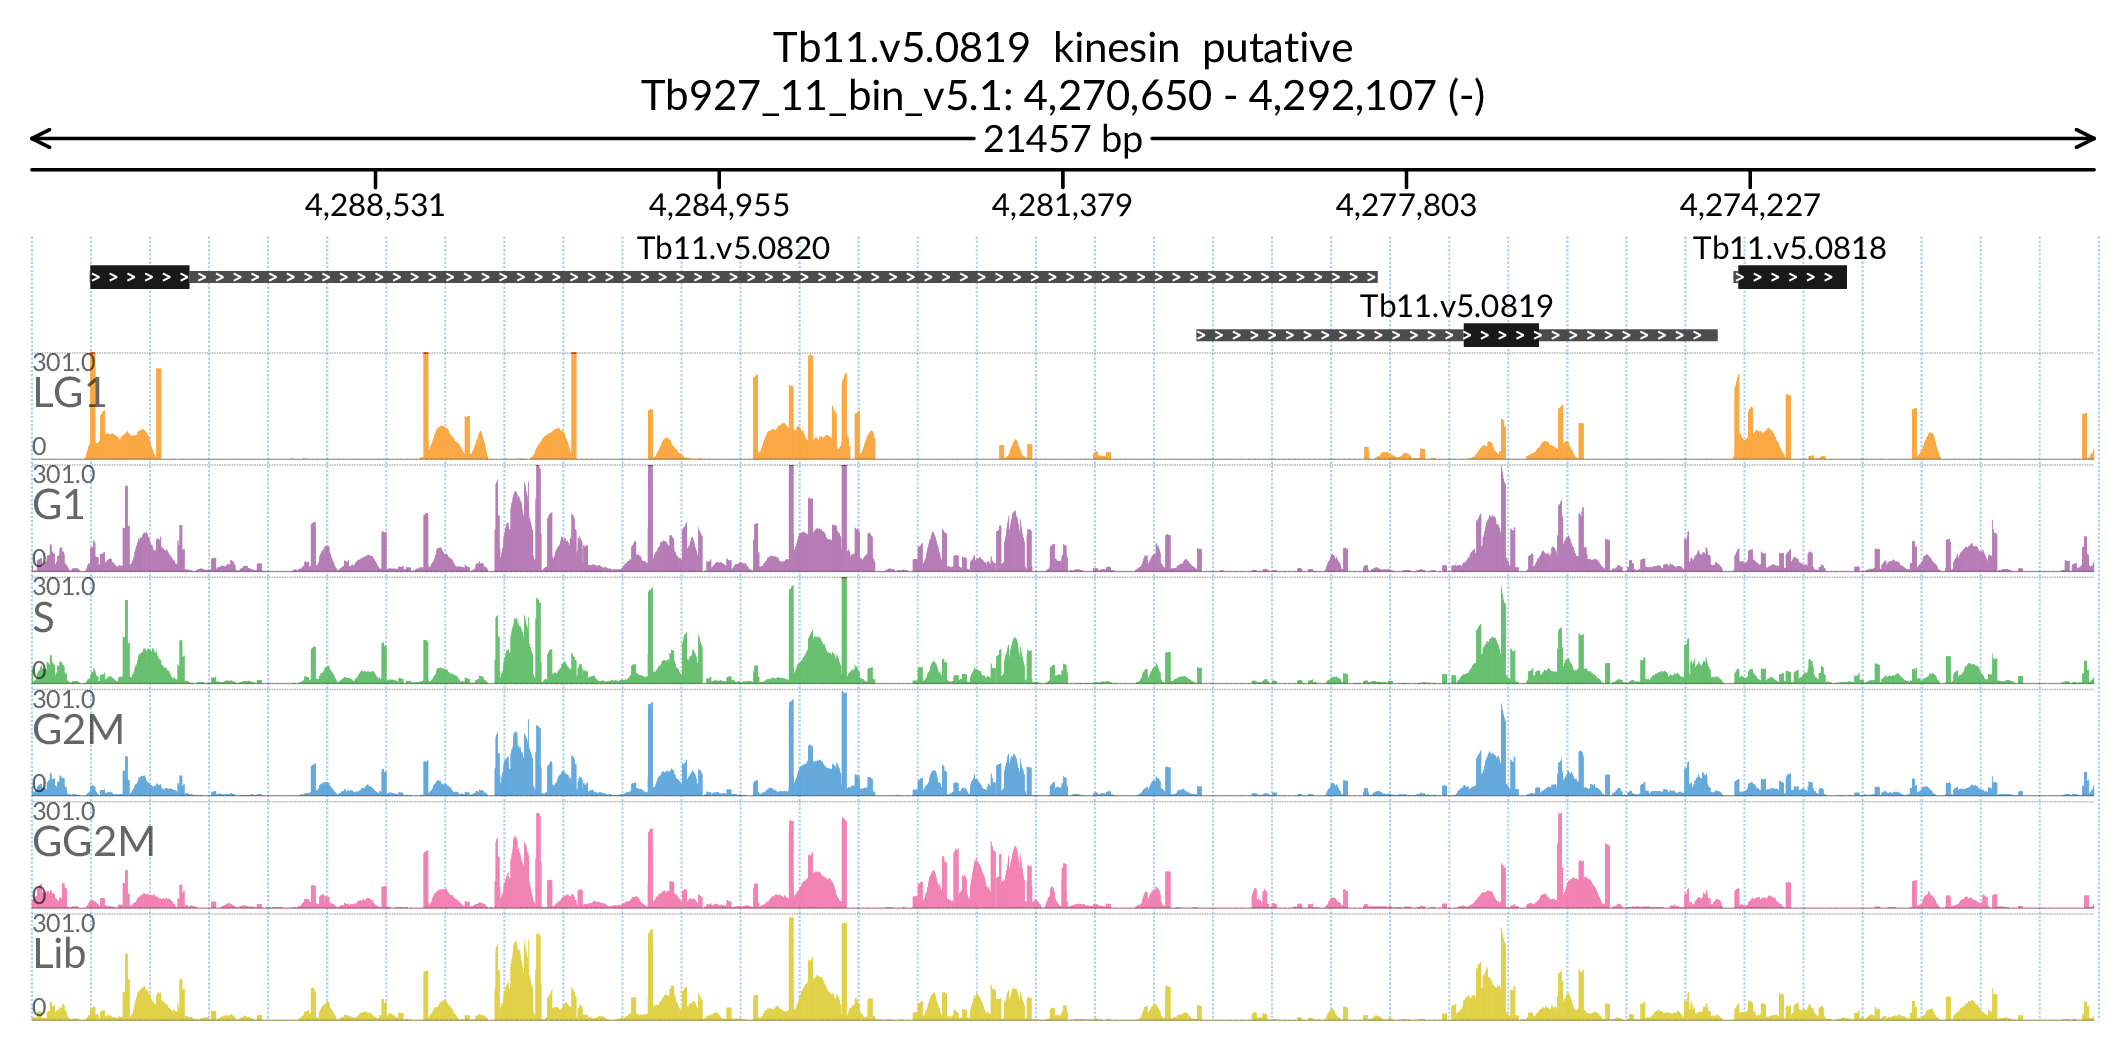 Tb11.v5.0819 kinesin putative
Tb927_11_bin_v5.1: 4,270,650 - 4,292,107 (-)
21457 bp
4,288,531 4,284,955 4,281,379 4,277,803 4,274,227
Tb11.v5.0820 Tb11.v5.0818
Tb11.v5.0819
301.0
LG1
0
301.0
G1
0
301.0
S
0
301.0
G2M
0
301.0
GG2M
0
301.0
Lib
0